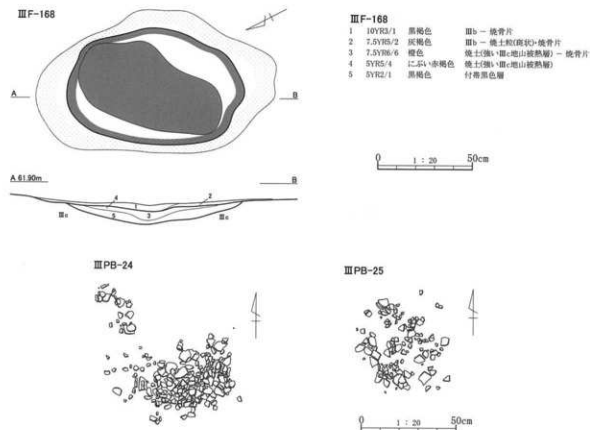 ⅢF-168
A
B
A 61.90m
B
4
1
2
Ⅲc
5
3
Ⅲc
ⅢF-168
1 10YR3/1 黒褐色 Ⅲb－焼骨片
2 7.5YR5/2 灰褐色 Ⅲb－焼土粒(斑状)・焼骨片
3 7.5YR6/6 橙色 焼土(強いⅢc地山被熱層)－焼骨片
4 5YR5/4 にぶい赤褐色 焼土(強いⅢc地山被熱層)
5 5YR2/1 黒褐色 付帯黒色層
0 1：20 50cm
ⅢPB-24
ⅢPB-25
0 1：20 50cm